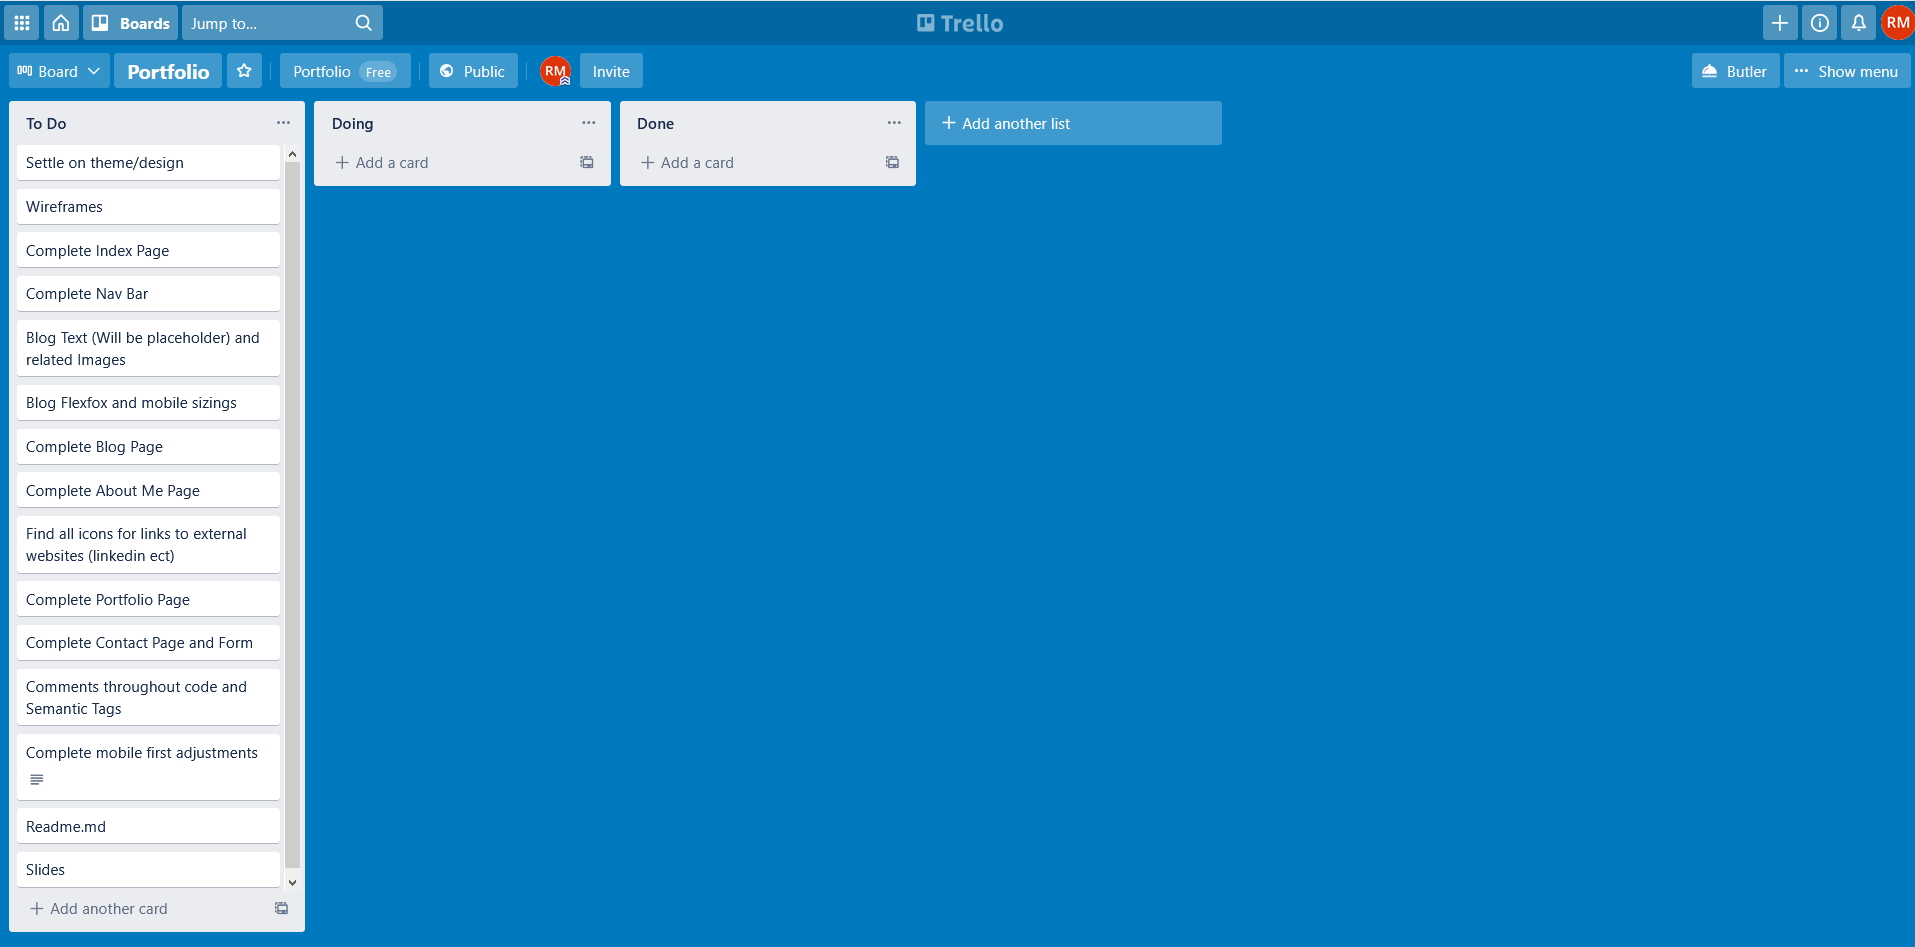 Boards
Jump to...
Trello
RM
Board
Portfolio
Portfolio Free
Public
RM
Invite
Butler
Show menu
To Do
Settle on theme/design
Wireframes
Complete Index Page
Complete Nav Bar
Blog Text (Will be placeholder) and
related Images
Blog Flexfox and mobile sizings
Complete Blog Page
Complete About Me Page
Find all icons for links to external
websites (linkedin ect)
Complete Portfolio Page
Complete Contact Page and Form
Comments throughout code and
Semantic Tags
Complete mobile first adjustments
Readme.md
Slides
Add another card
Doing
Add a card
Done
Add a card
Add another list